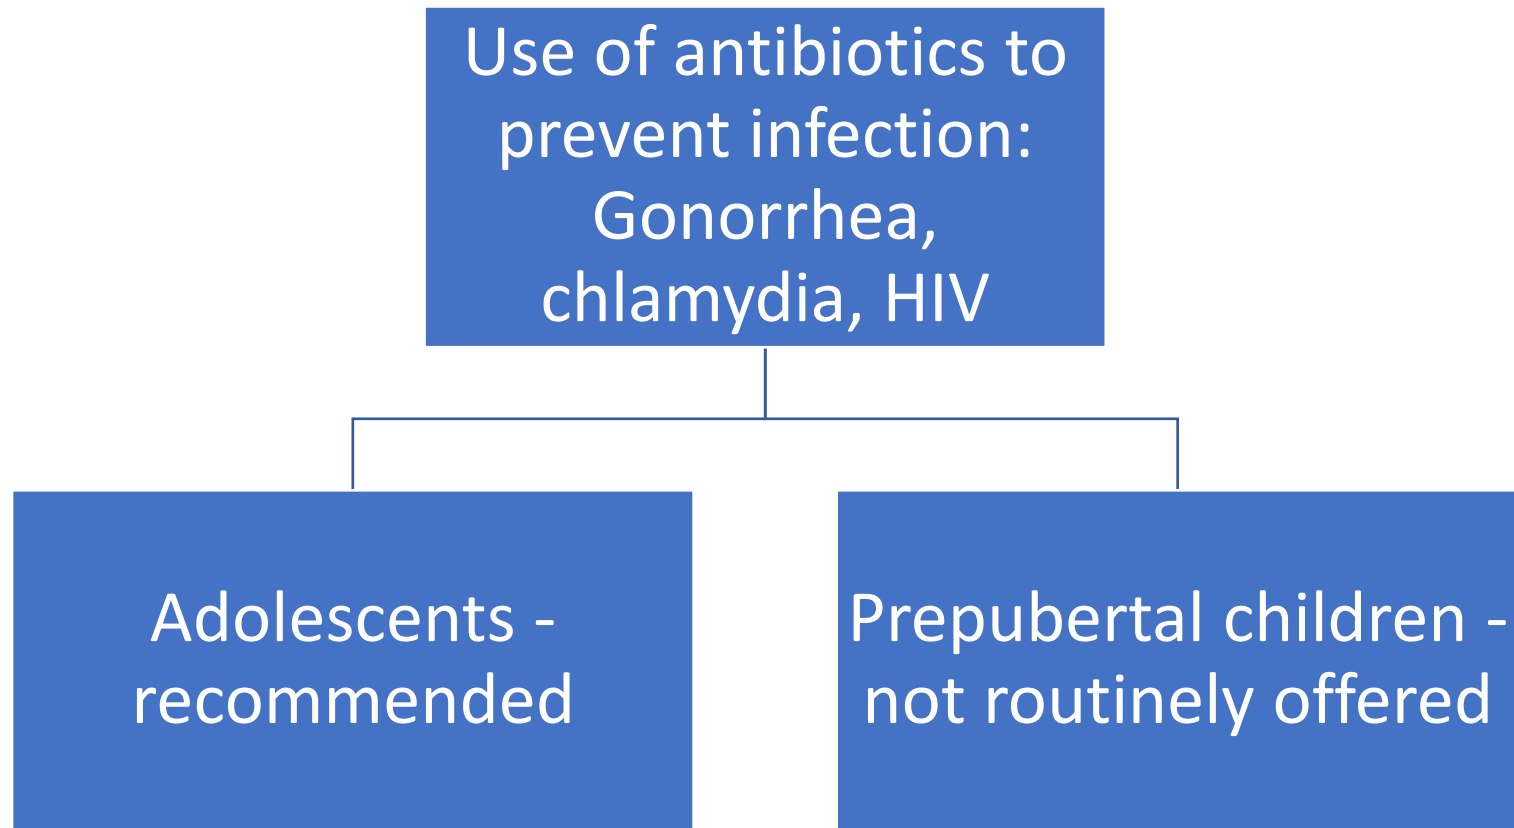 Use of antibiotics to
prevent infection:
Gonorrhea,
chlamydia, HIV
Adolescents -
recommended
Prepubertal children -
not routinely offered